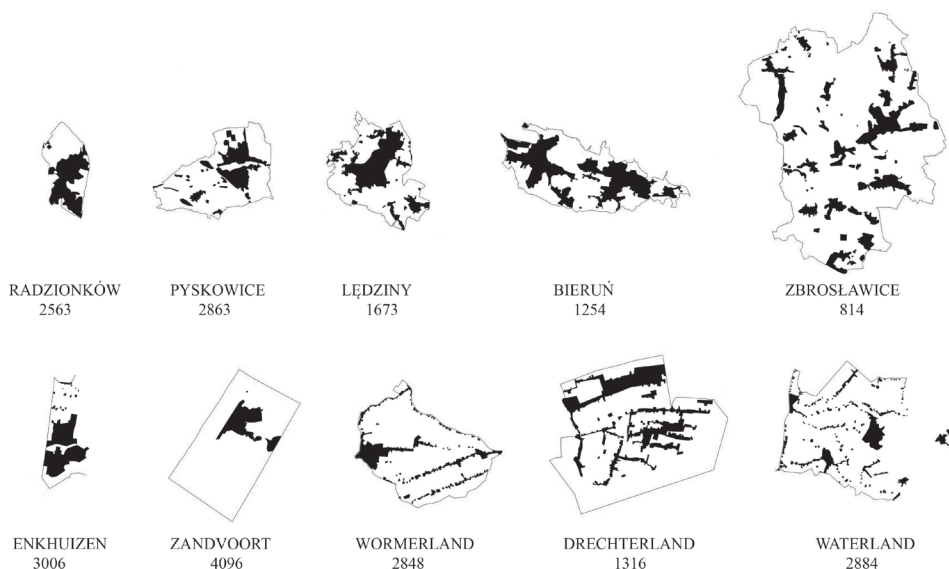 RADZIONKÓW PYSKOWICE LĘDZINY BIERUŃ ZBROSŁAWICE
2563 2863 1673 1254 814
ENKHUIZEN ZANDVOORT WORMERLAND DRECHTERLAND WATERLAND
3006 4096 2848 1316 2884